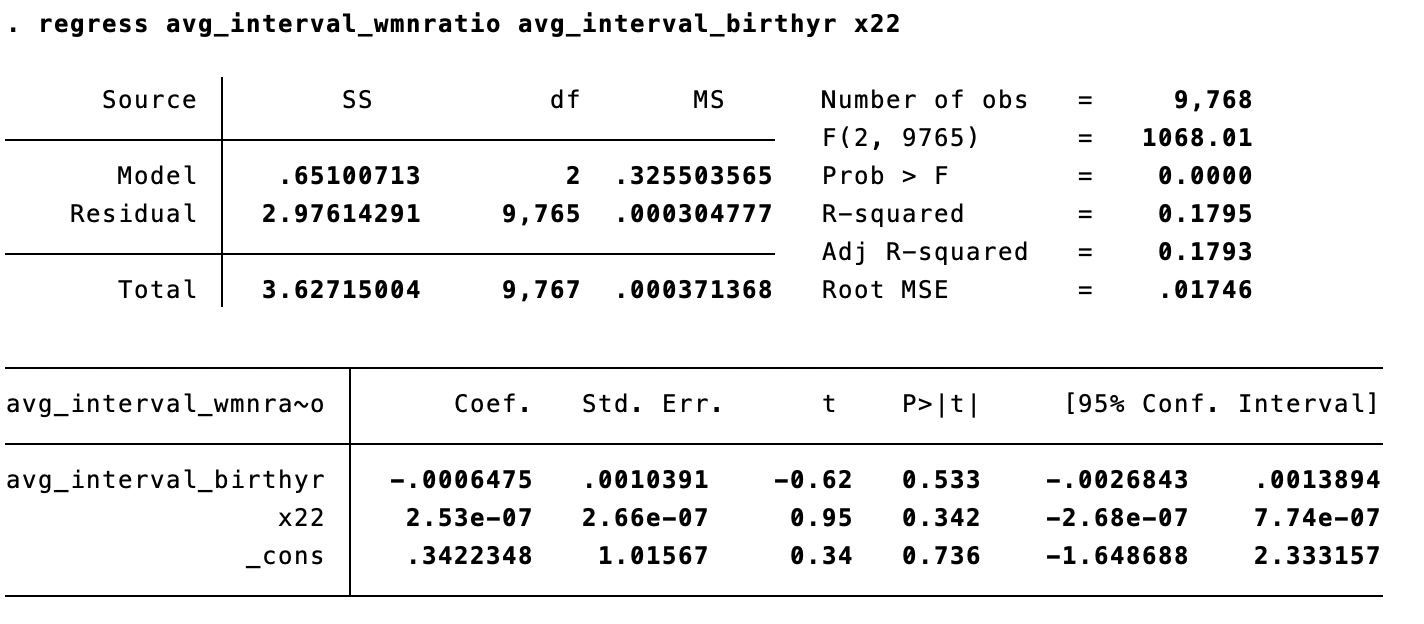 . regress avg_interval_wmnratio avg_interval_birthyr x22
Source SS df MS Number of obs = 9,768
F(2, 9765) = 1068.01
Model .65100713 2 .325503565 Prob > F = 0.0000
Residual 2.97614291 9,765 .000304777 R-squared = 0.1795
Adj R-squared = 0.1793
Total 3.62715004 9,767 .000371368 Root MSE = .01746
avg_interval_wmnra~o Coef. Std. Err. t P>|t| [95% Conf. Interval]
avg_interval_birthyr -.0006475 .0010391 -0.62 0.533 -.0026843 .0013894
x22 2.53e-07 2.66e-07 0.95 0.342 -2.68e-07 7.74e-07
_cons .3422348 1.01567 0.34 0.736 -1.648688 2.333157